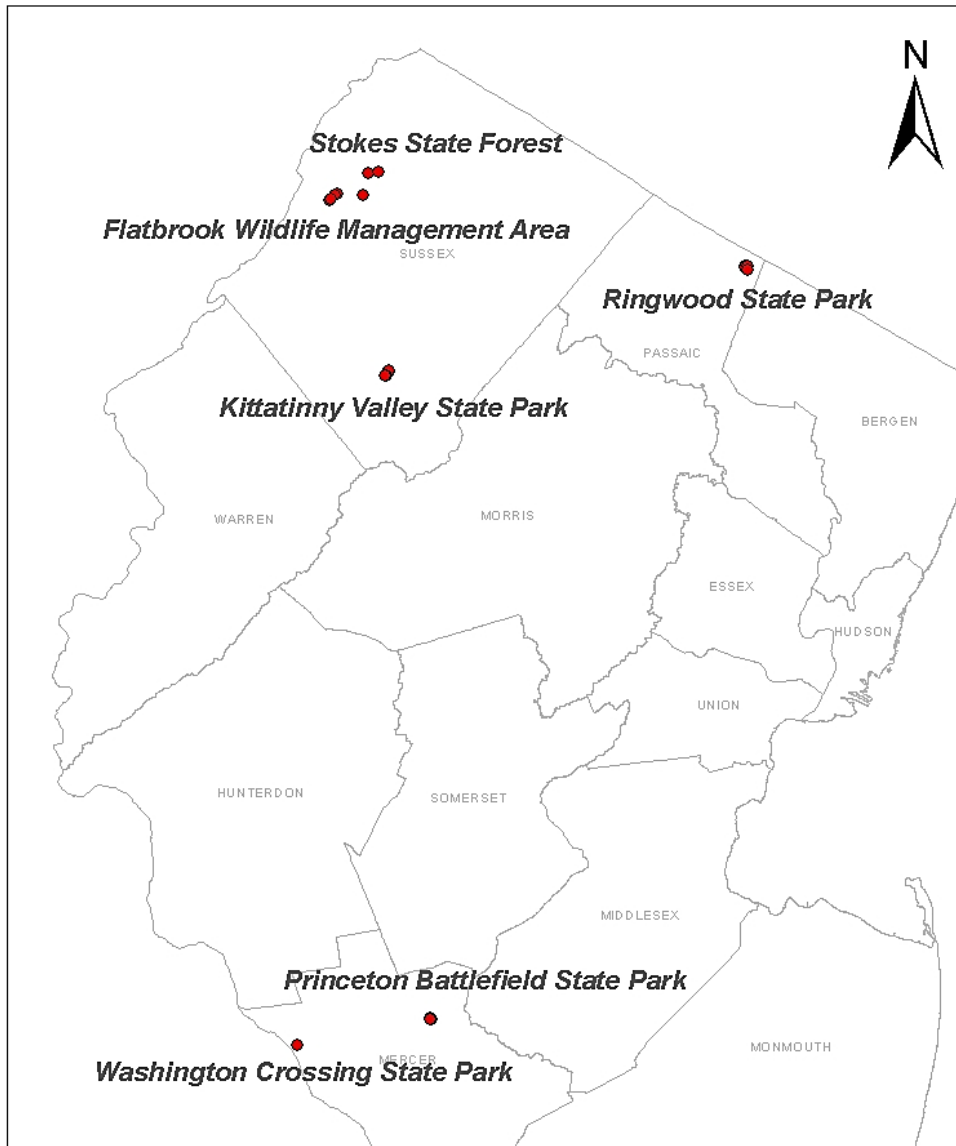 N
Stokes State Forest
Flatbrook Wildlife Management Area
SUSSEX
Ringwood State Park
PASSAIC
Kittatinny Valley State Park
BERGEN
WARREN
MORRIS
ESSEX
HUDSON
UNION
HUNTERDON
SOMERSET
MIDDLESEX
Princeton Battlefield State Park
MONMOUTH
MERCER
Washington Crossing State Park